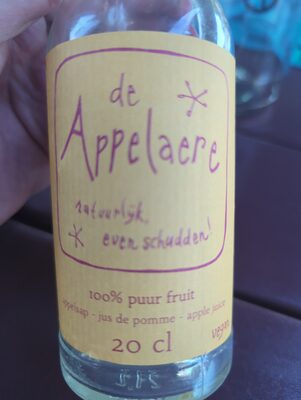 de
Appelaere
natuurlijk,
even schudden!
100% puur fruit
appelsap - jus de pomme - apple juice
vegan
20 cl